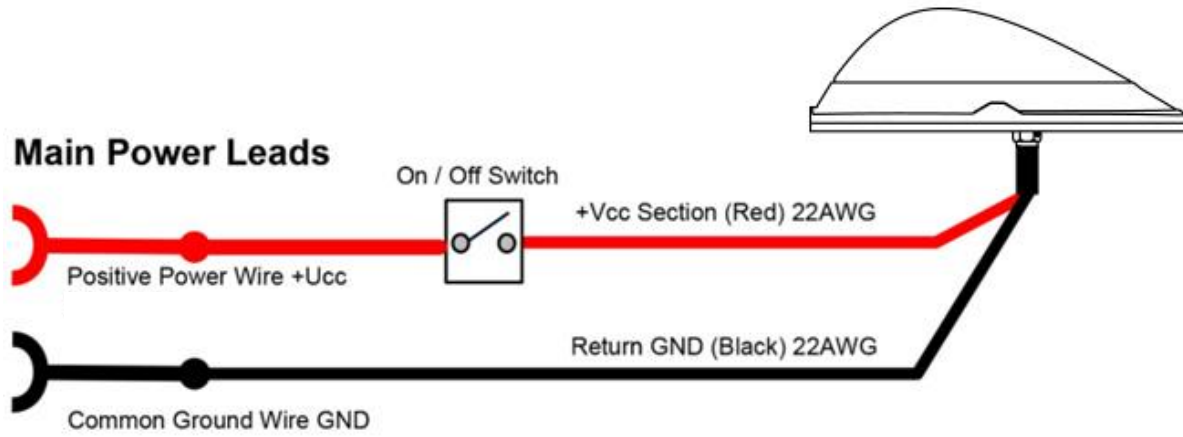 Main Power Leads
On / Off Switch
+Vcc Section (Red) 22AWG
Positive Power Wire +Ucc
Return GND (Black) 22AWG
Common Ground Wire GND